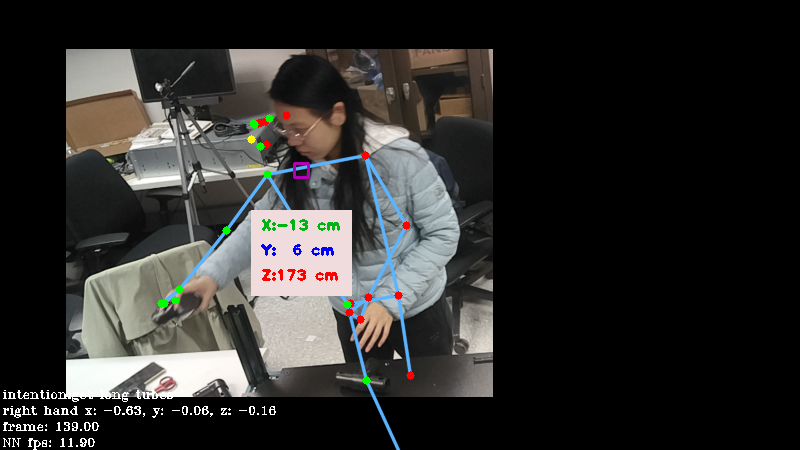 X:-13 cm
Y: 6 cm
Z:173 cm
intention:get long tubes
right hand x: -0.63, y: -0.06, z: -0.16
frame: 139.00
NN fps: 11.90